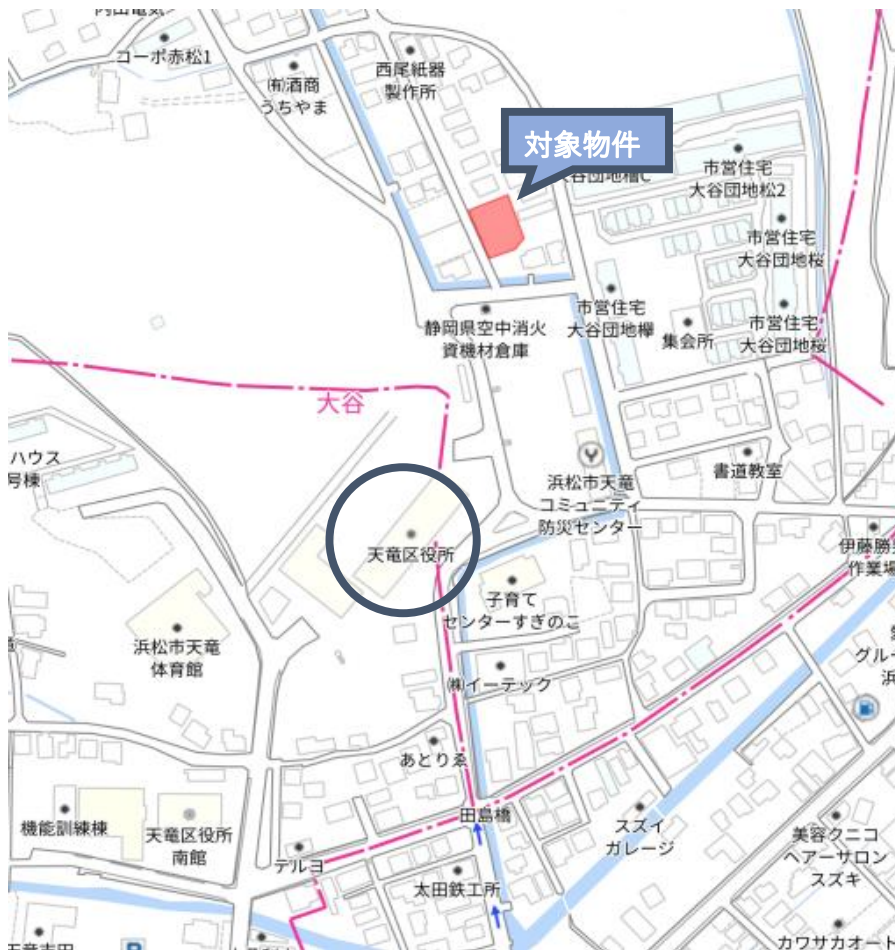 コーポ赤松1
㈲酒商
うちやま
西尾紙器
製作所
対象物件
大谷団地檜C
市営住宅
大谷団地松2
市営住宅
大谷団地桜
市営住宅
大谷団地欅
集会所
市営住宅
大谷団地桜
静岡県空中消火
資機材倉庫
大谷
ハウス
号棟
書道教室
浜松市天竜
コミュニティ
防災センター
天竜区役所
伊藤勝
作業場
子育て
センターすぎのこ
浜松市天竜
体育館
㈱イーテック
グルー
浜
あとりゑ
田島橋
機能訓練棟
天竜区役所
南館
テルヨ
スズイ
ガレージ
美容クニコ
ヘアーサロン
スズキ
太田鉄工所
カワサカオート